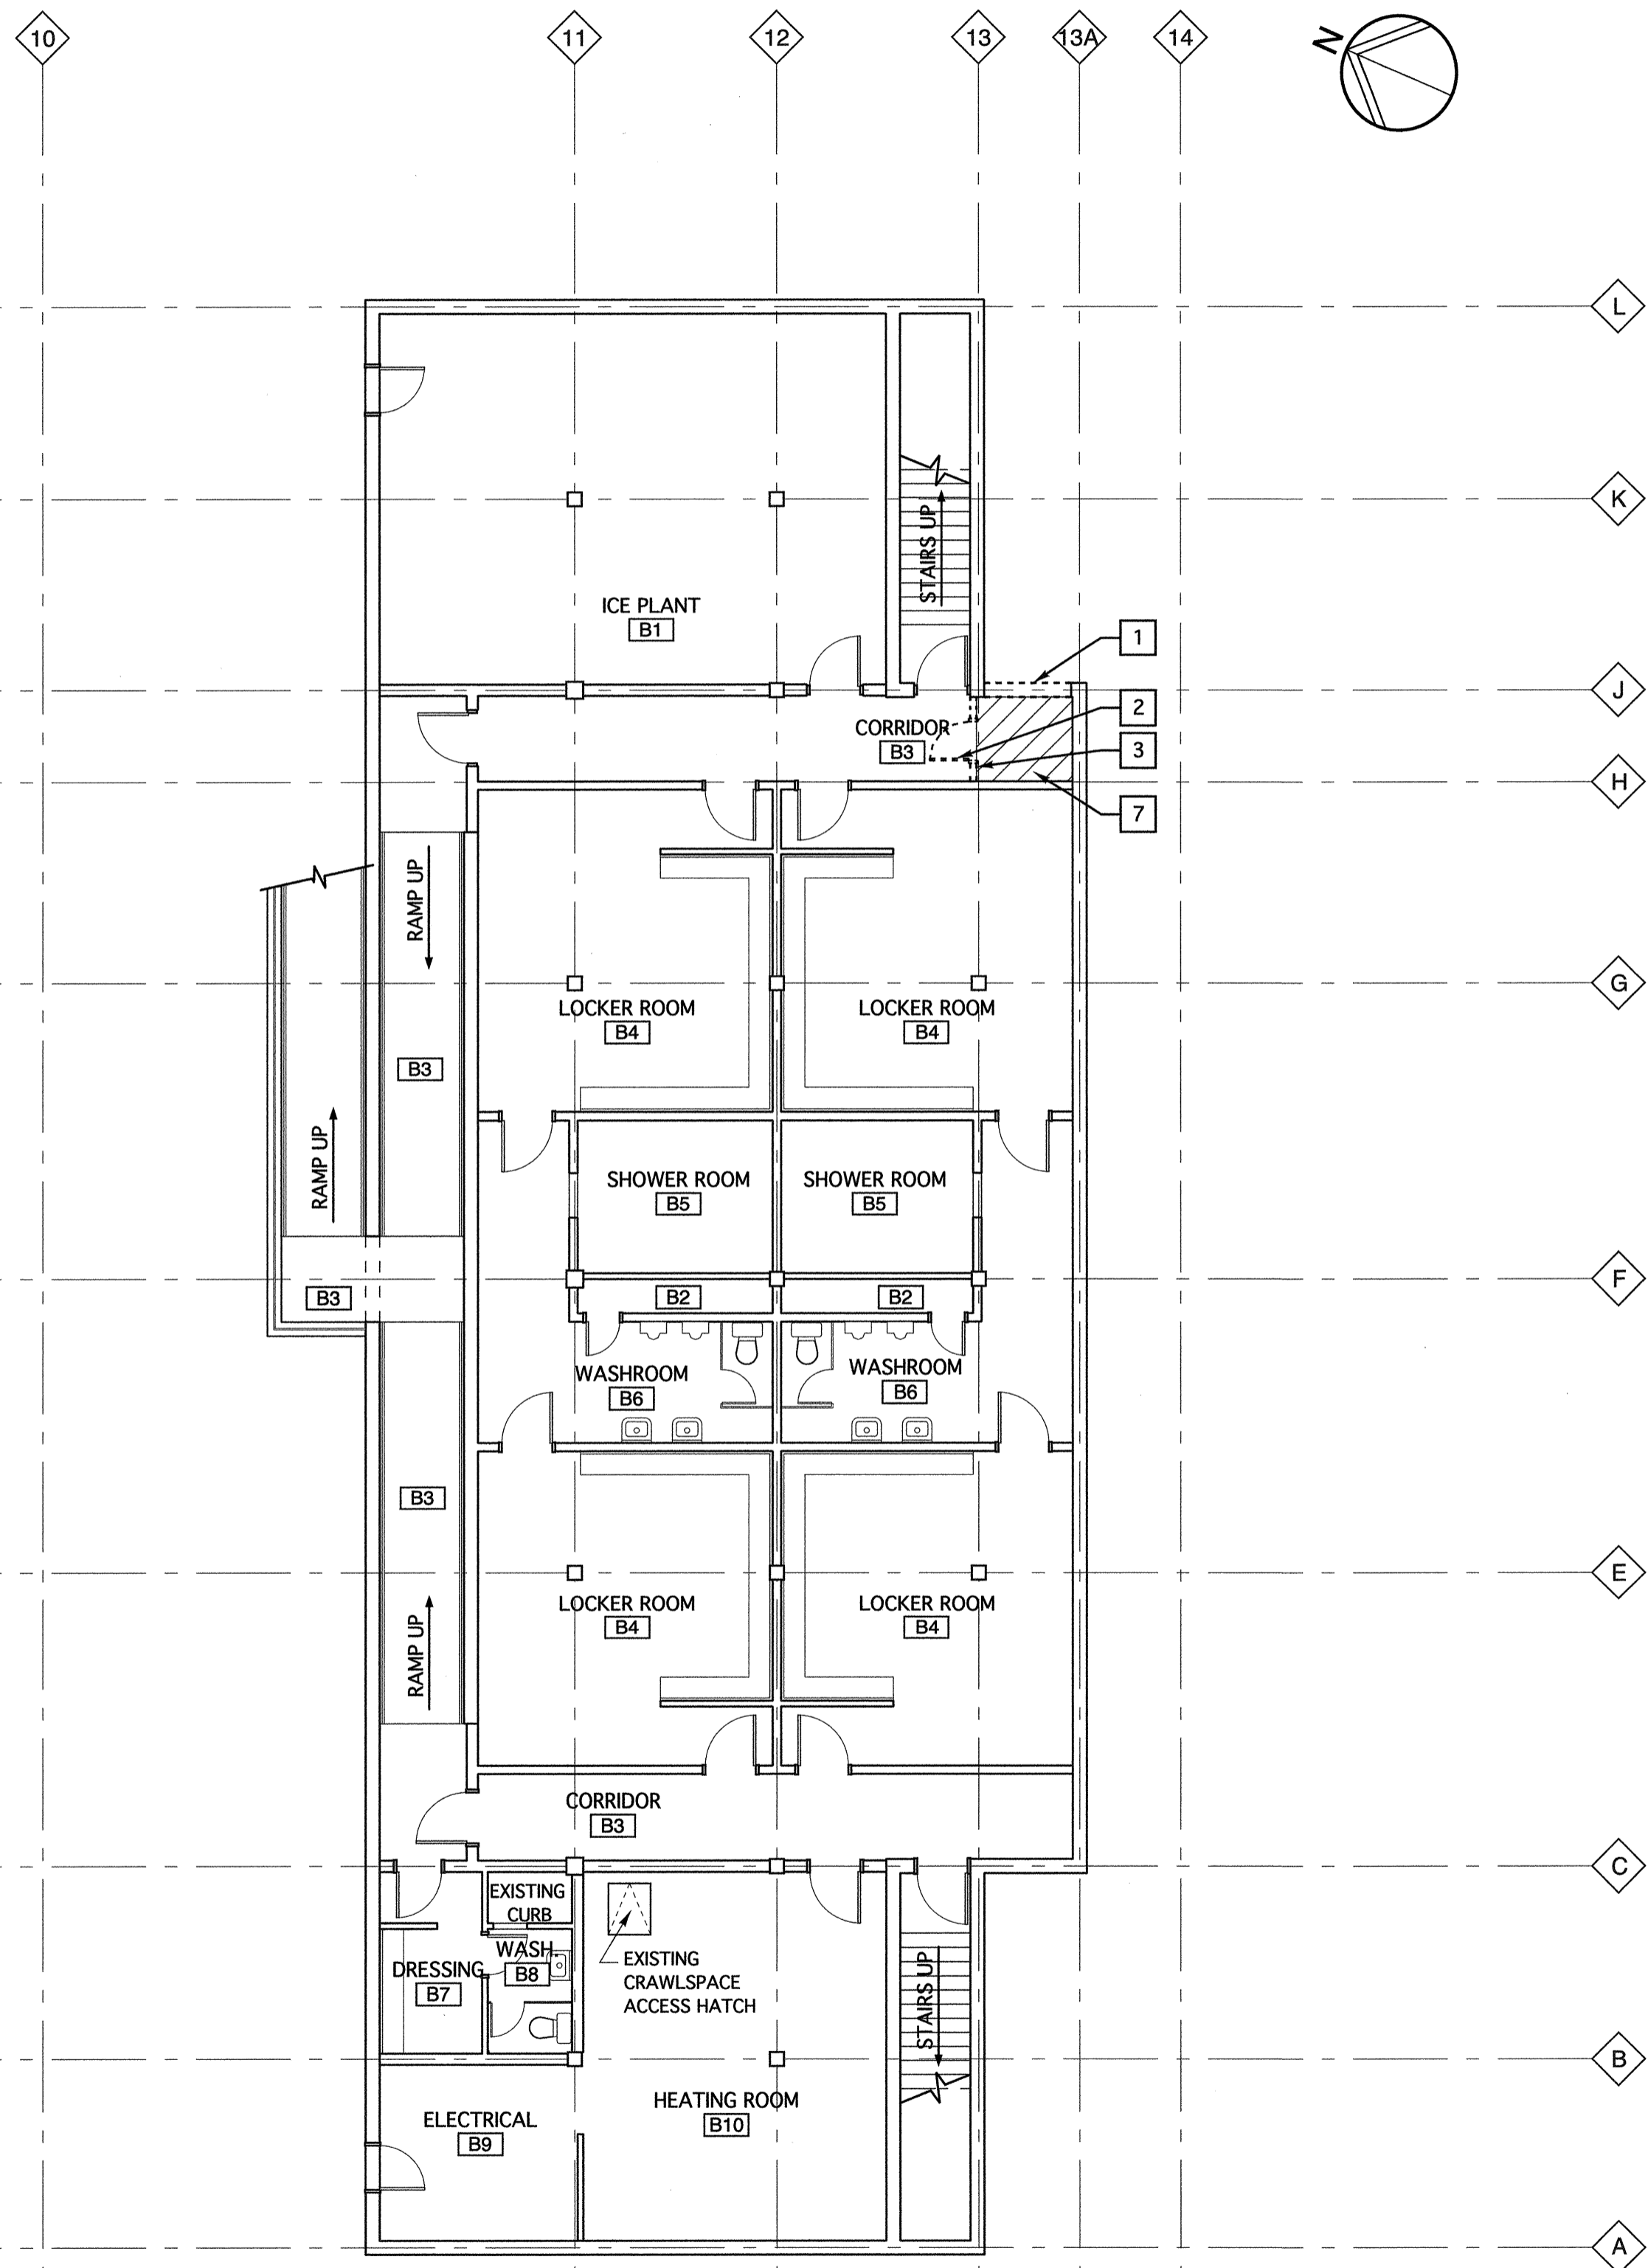 10
11
12
13
13A
14
N
L
K
STAIRS UP
ICE PLANT
B1
1
J
2
CORRIDOR
B3
3
H
7
RAMP UP
G
LOCKER ROOM
B4
LOCKER ROOM
B4
B3
RAMP UP
SHOWER ROOM
B5
SHOWER ROOM
B5
F
B3
B2
B2
WASHROOM
B6
WASHROOM
B6
B3
E
LOCKER ROOM
B4
LOCKER ROOM
B4
RAMP UP
CORRIDOR
B3
C
EXISTING
CURB
WASH
B8
EXISTING
CRAWLSPACE
ACCESS HATCH
DRESSING
B7
STAIRS UP
B
HEATING ROOM
B10
ELECTRICAL
B9
A